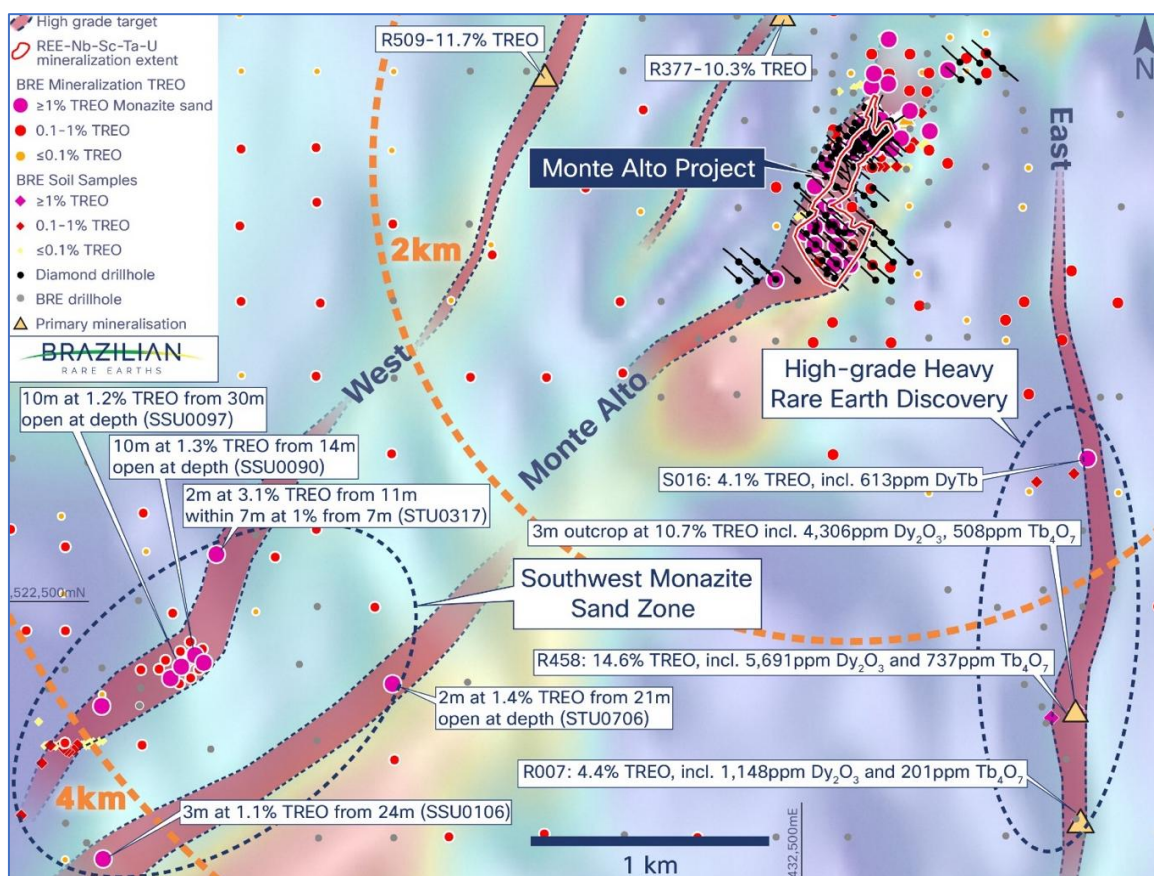 High grade target
REE-Nb-Sc-Ta-U
mineralization extent
BRE Mineralization TREO
≥1% TREO Monazite sand
0.1-1% TREO
≤0.1% TREO
BRE Soil Samples
≥1% TREO
0.1-1% TREO
≤0.1% TREO
Diamond drillhole
BRE drillhole
Primary mineralisation
BRAZILIAN
RARE EARTHS
R509-11.7% TREO
R377-10.3% TREO
N
East
Monte Alto Project
2km
West
Monte Alto
High-grade Heavy
Rare Earth Discovery
10m at 1.2% TREO from 30m
open at depth (SSU0097)
10m at 1.3% TREO from 14m
open at depth (SSU0090)
2m at 3.1% TREO from 11m
within 7m at 1% from 7m (STU0317)
S016: 4.1% TREO, incl. 613ppm DyTb
3m outcrop at 10.7% TREO incl. 4,306ppm Dy₂O₃, 508ppm Tb₄O₇
Southwest Monazite
Sand Zone
,522,500mN
R458: 14.6% TREO, incl. 5,691ppm Dy₂O₃ and 737ppm Tb₄O₇
2m at 1.4% TREO from 21m
open at depth (STU0706)
R007: 4.4% TREO, incl. 1,148ppm Dy₂O₃ and 201ppm Tb₄O₇
4km
3m at 1.1% TREO from 24m (SSU0106)
1 km
432,500mE